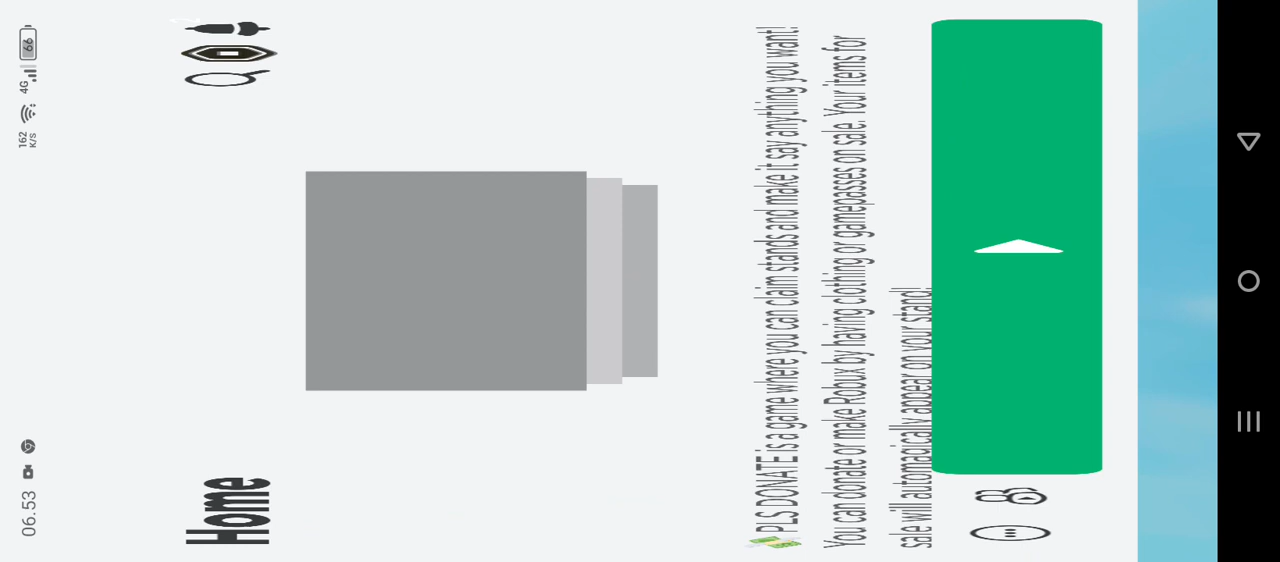 06.53
162 K/S
4G
66
Home
PLS DONATE is a game where you can claim stands and make it say anything you want!
You can donate or make Robux by having clothing or gamepasses on sale. Your items for
sale will automagically appear on your stand!